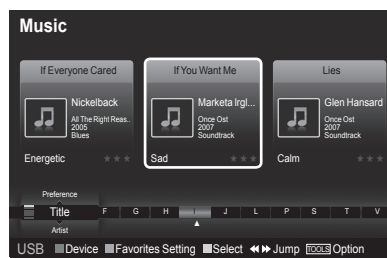 Music
If Everyone Cared
Nickelback
All The Right Reas..
2005
Blues
Energetic
If You Want Me
Marketa Irgl...
Once Ost
2007
Soundtrack
Sad
Lies
Glen Hansard
Once Ost
2007
Soundtrack
Calm
Preference
Title F G H I J L P S T V
Artist
USB Device Favorites Setting Select Jump TOOLS Option